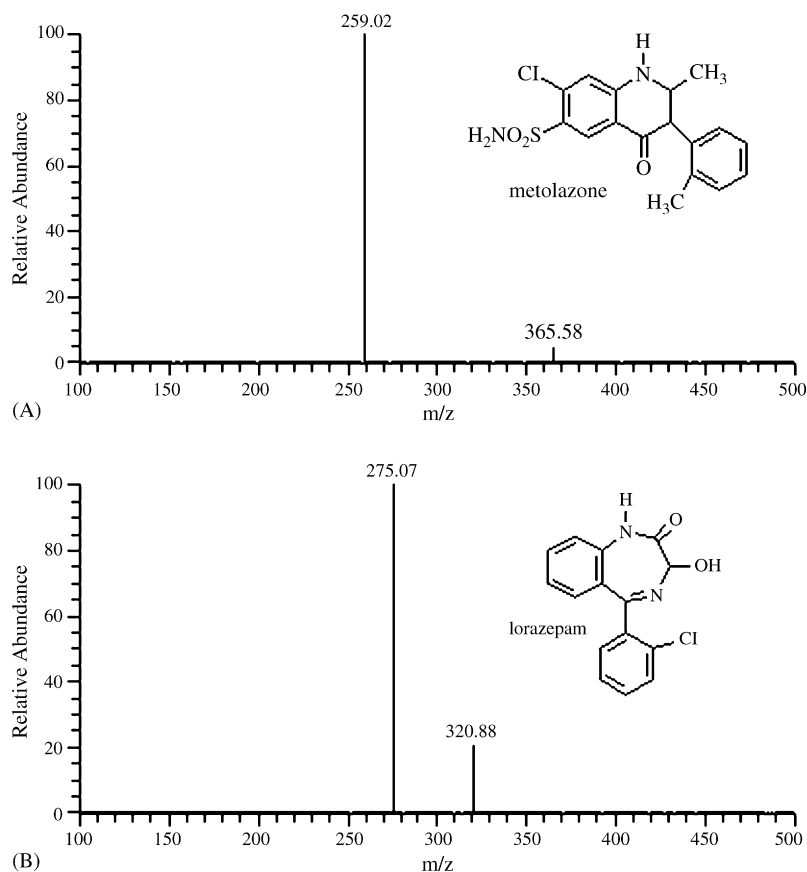 259.02
100
80
60
40
20
0
Relative Abundance
H
N
CI
CH₃
H₂NO₂S
O
metolazone
H₃C
365.58
100 150 200 250 300 350 400 450 500
m/z
(A)
275.07
100
80
60
40
20
0
Relative Abundance
H
N
O
OH
N
lorazepam
CI
320.88
100 150 200 250 300 350 400 450 500
m/z
(B)